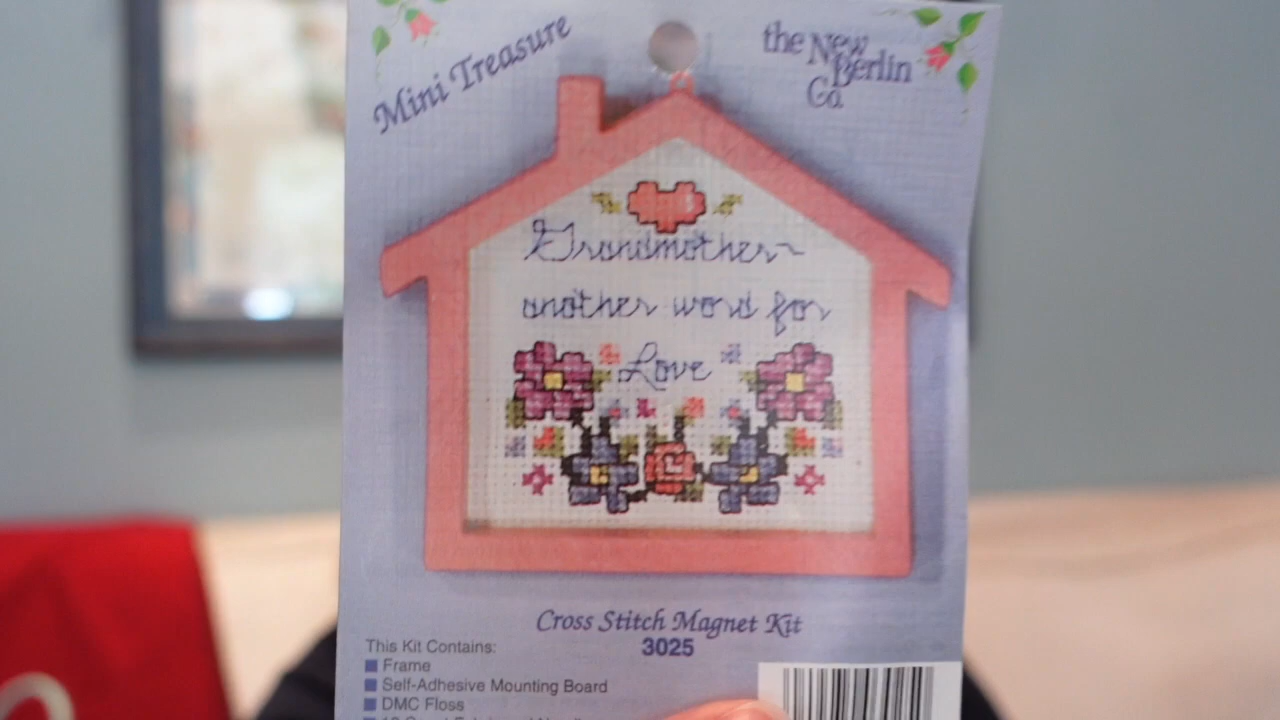 Mini Treasure
the New
Berlin
Co.
Grandmother~
another word for
Love
Cross Stitch Magnet Kit
3025
This Kit Contains:
Frame
Self-Adhesive Mounting Board
DMC Floss